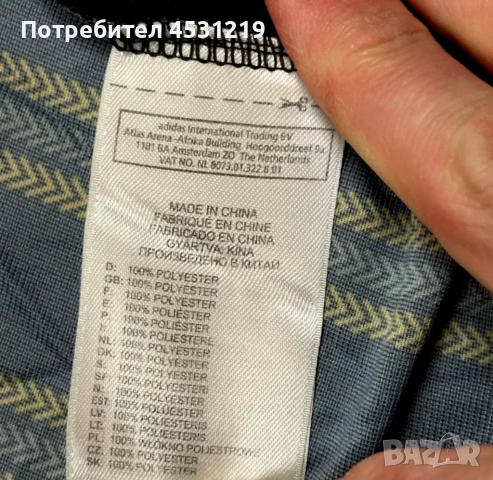 Потребител 4531219
adidas International Trading BV
Atlas Arena -Afrika Building Hoogoorddreef 9a
1101 BA Amsterdam ZO The Netherlands
VAT NO. NL 8073.01.322 B 01
MADE IN CHINA
FABRIQUE EN CHINE
FABRICADO EN CHINA
GYÁRTVA: KÍNA
ПРОИЗВЕДЕНО В КИТАЙ
D: 100% POLYESTER
GB: 100% POLYESTER
F: 100% POLYESTER
E: 100% POLIÉSTER
P: 100% POLIÉSTER
I: 100% POLIESTERE
NL: 100% POLYESTER
DK: 100% POLYESTER
S: 100% POLYESTER
SF: 100% POLYESTERI
N: 100% POLYESTER
EST: 100% POLÜESTER
LV: 100% POLIESTERIS
LT: 100% POLIESTERIS
PL: 100% WŁÓKNO POLIESTROWE
CZ: 100% POLYESTER
SK: 100% POLYESTER
BAZAR